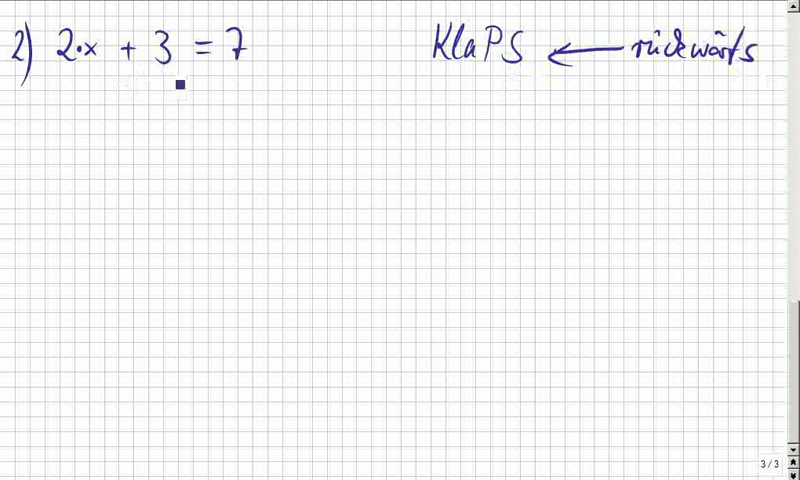 2) 2·x + 3 = 7 KlaPS ← rückwärts
3/3